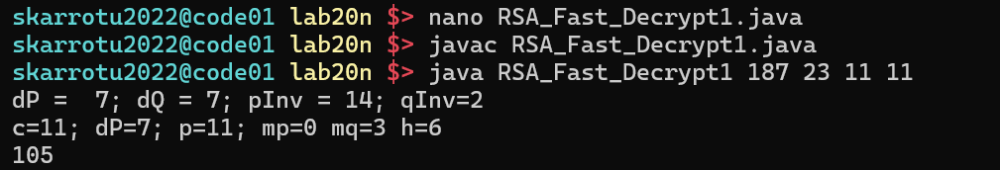 skarrotu2022@code01 lab20n $> nano RSA_Fast_Decrypt1.java
skarrotu2022@code01 lab20n $> javac RSA_Fast_Decrypt1.java
skarrotu2022@code01 lab20n $> java RSA_Fast_Decrypt1 187 23 11 11
dP =  7; dQ = 7; pInv = 14; qInv=2
c=11; dP=7; p=11; mp=0 mq=3 h=6
105